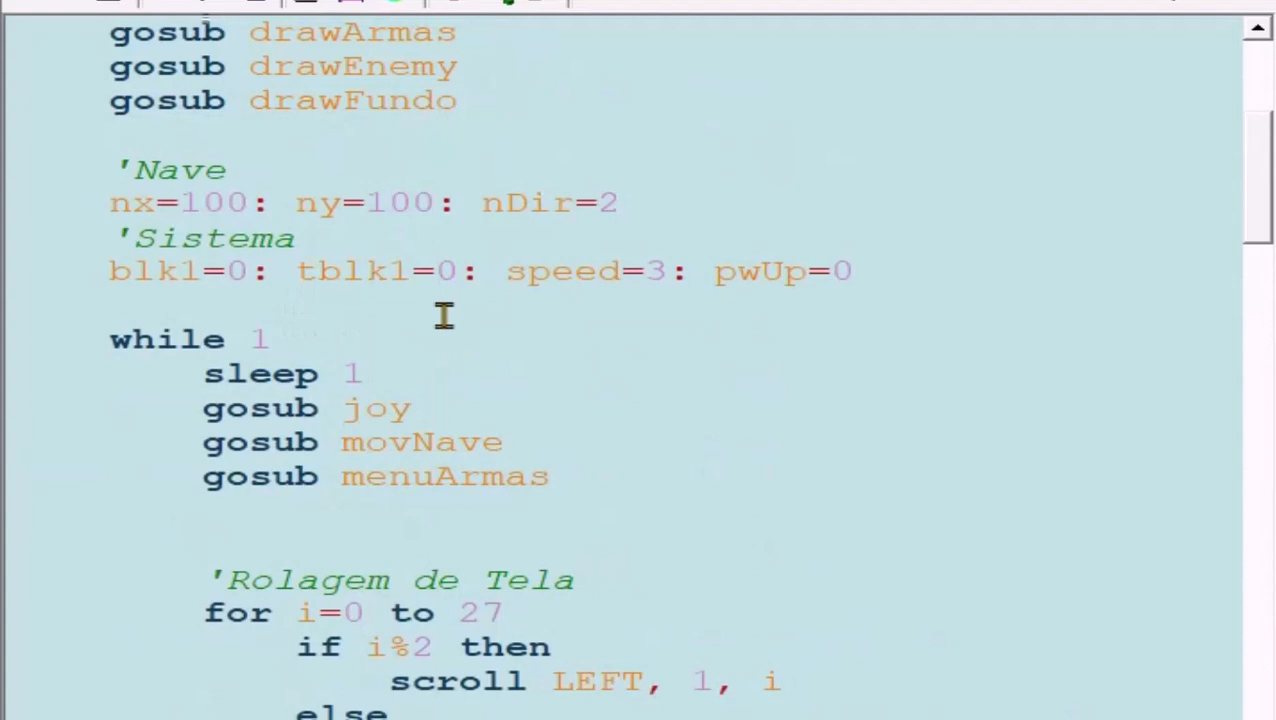 gosub drawArmas
gosub drawEnemy
gosub drawFundo
'Nave
nx=100: ny=100: nDir=2
'Sistema
blk1=0: tblk1=0: speed=3: pwUp=0
while 1
sleep 1
gosub joy
gosub movNave
gosub menuArmas
'Rolagem de Tela
for i=0 to 27
if i%2 then
scroll LEFT, 1, i
else